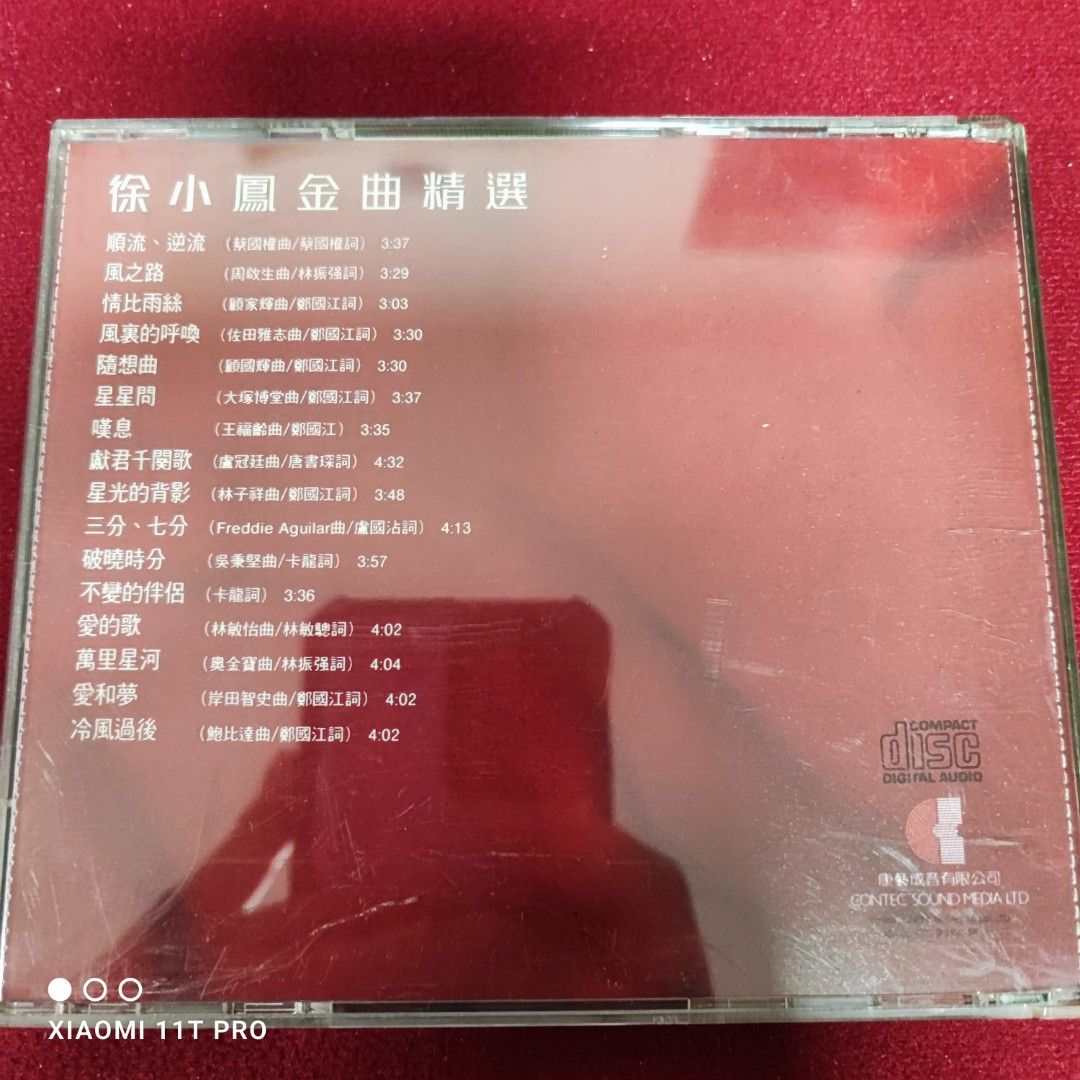 徐小鳳金曲精選
順流、逆流 (蔡國權曲/蔡國權詞) 3:37
風之路 (周啟生曲/林振强詞) 3:29
情比雨絲 (顧家輝曲/鄭國江詞) 3:03
風裏的呼喚 (佐田雅志曲/鄭國江詞) 3:30
隨想曲 (顧國輝曲/鄭國江詞) 3:30
星星問 (大塚博堂曲/鄭國江詞) 3:37
嘆息 (王福齡曲/鄭國江) 3:35
獻君千闋歌 (盧冠廷曲/唐書琛詞) 4:32
星光的背影 (林子祥曲/鄭國江詞) 3:48
三分、七分 (Freddie Aguilar曲/盧國沾詞) 4:13
破曉時分 (吳秉堅曲/卡龍詞) 3:57
不變的伴侶 (卡龍詞) 3:36
愛的歌 (林敏怡曲/林敏驄詞) 4:02
萬里星河 (奧金寶曲/林振强詞) 4:04
愛和夢 (岸田智史曲/鄭國江詞) 4:02
冷風過後 (鮑比達曲/鄭國江詞) 4:02
COMPACT
disc
DIGITAL AUDIO
康藝成音有限公司
CONTEC SOUND MEDIA LTD
XIAOMI 11T PRO